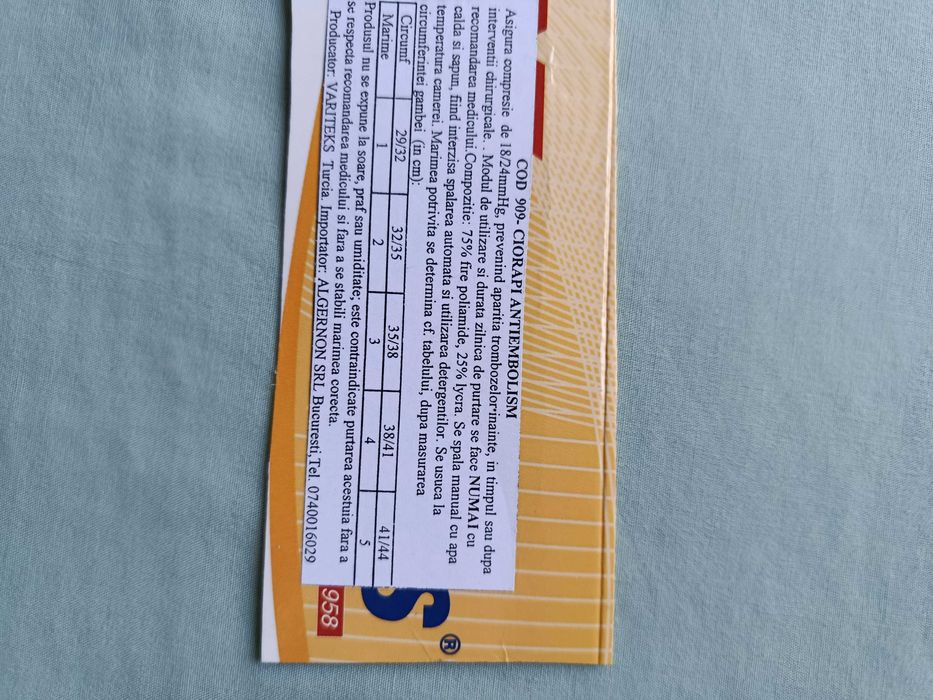 COD 909- CIORAPI ANTIEMBOLISM
Asigura compresie de 18/24mmHg, prevenind aparitia trombozelor inainte, in timpul sau dupa
interventii chirurgicale. . Modul de utilizare si durata zilnica de purtare se face NUMAI cu
recomandarea medicului.Compozitie: 75% fire poliamide, 25% lycra. Se spala manual cu apa
calda si sapun, fiind interzisa spalarea automata si utilizarea detergentilor. Se usuca la
temperatura camerei. Marimea potrivita se determina cf. tabelului, dupa masurarea
circumferintei gambei (in cm):
Circumf 29/32 32/35 35/38 38/41 41/44
Marime 1 2 3 4 5
Produsul nu se expune la soare, praf sau umiditate; este contraindicate purtarea acestuia fara a
se respecta recomandarea medicului si fara a se stabili marimea corecta.
Producator: VARITEKS Turcia. Importator: ALGERNON SRL Bucuresti,Tel. 0740016029
S®
958